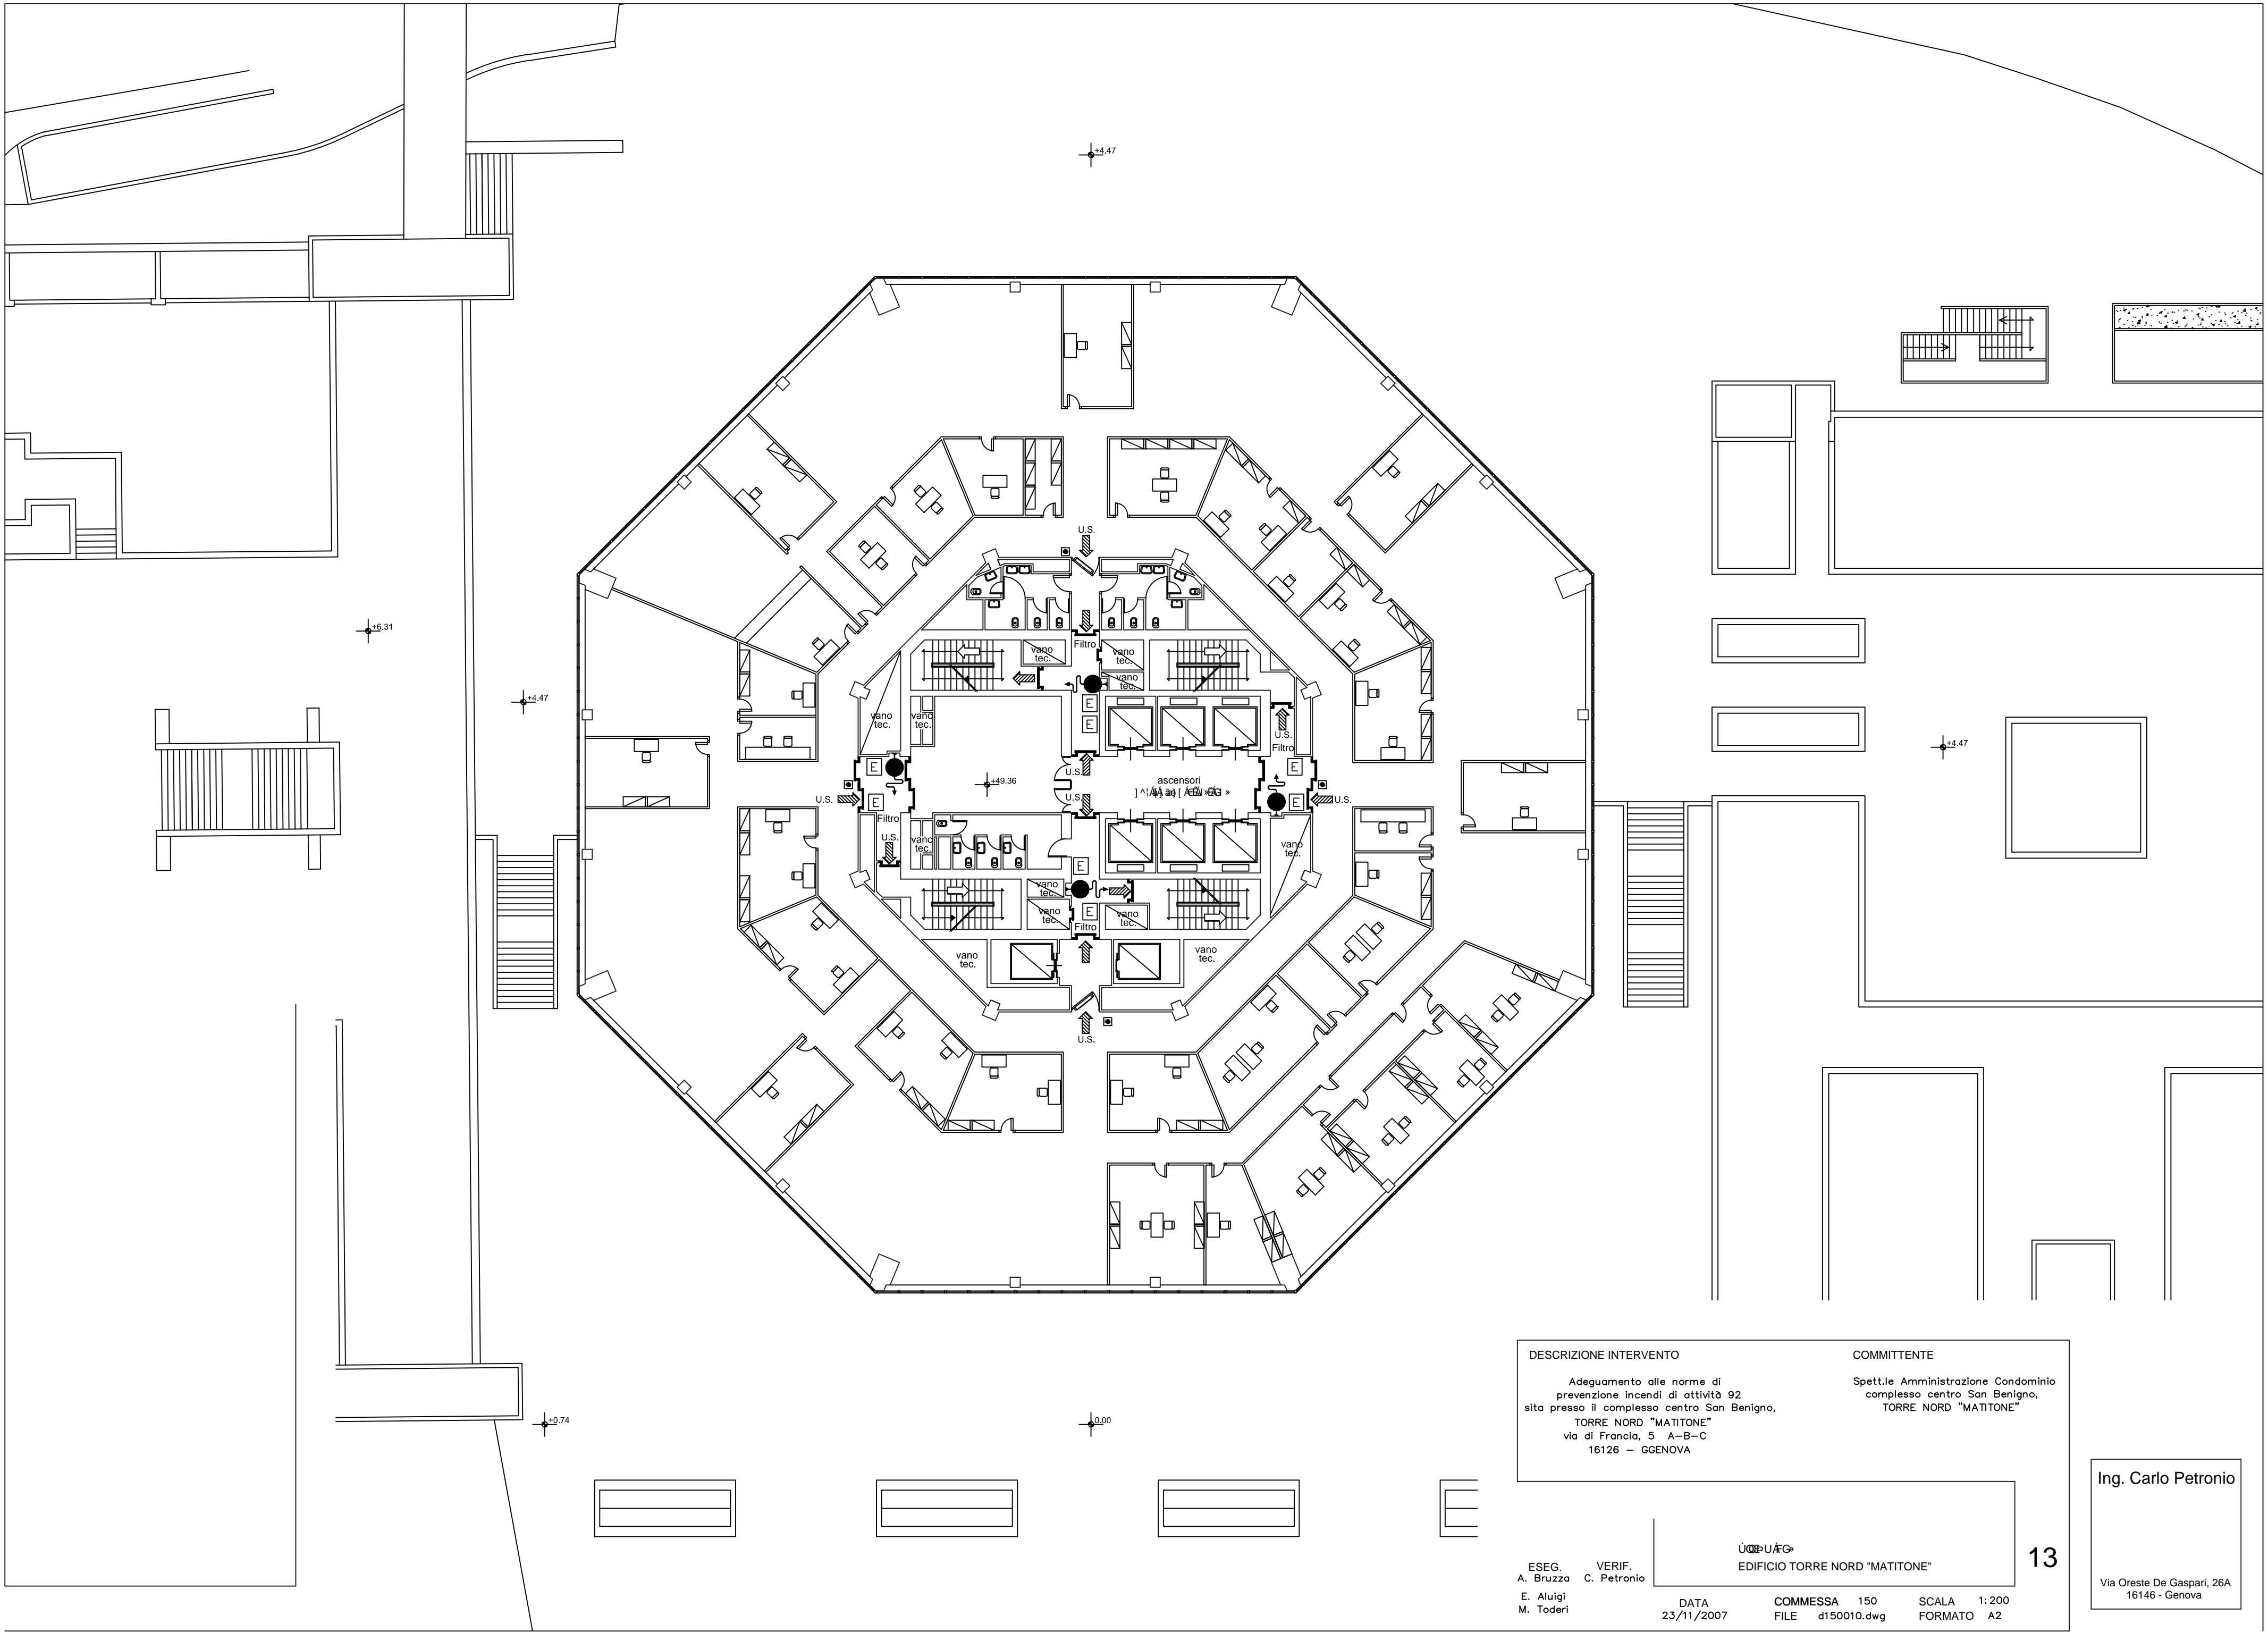 +4.47
U.S.
Filtro
vano
tec.
vano
tec.
vano
tec.
+6.31
+4.47
vano
tec.
vano
tec.
E
E
U.S.
Filtro
+4.47
E
E
+49.36
U.S.
ascensori
E
U.S.
E
U.S.
E
U.S.
Filtro
U.S.
vano
tec.
vano
tec.
E
vano
tec.
vano
tec.
E
vano
tec.
Filtro
vano
tec.
vano
tec.
U.S.
+0.74
0.00
DESCRIZIONE INTERVENTO
Adeguamento alle norme di
prevenzione incendi di attività 92
sita presso il complesso centro San Benigno,
TORRE NORD "MATITONE"
via di Francia, 5 A-B-C
16126 - GGENOVA
COMMITTENTE
Spett.le Amministrazione Condominio
complesso centro San Benigno,
TORRE NORD "MATITONE"
EDIFICIO TORRE NORD "MATITONE"
13
ESEG. VERIF.
A. Bruzza C. Petronio
E. Aluigi
M. Toderi
DATA
23/11/2007
COMMESSA 150
FILE d150010.dwg
SCALA 1:200
FORMATO A2
Ing. Carlo Petronio
Via Oreste De Gaspari, 26A
16146 - Genova